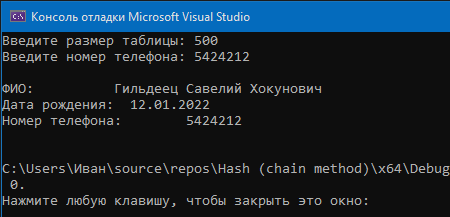 Консоль отладки Microsoft Visual Studio
Введите размер таблицы: 500
Введите номер телефона: 5424212
ФИО: Гильдеец Савелий Хокунович
Дата рождения: 12.01.2022
Номер телефона: 5424212
C:\Users\Иван\source\repos\Hash (chain method)\x64\Debug
0.
Нажмите любую клавишу, чтобы закрыть это окно: